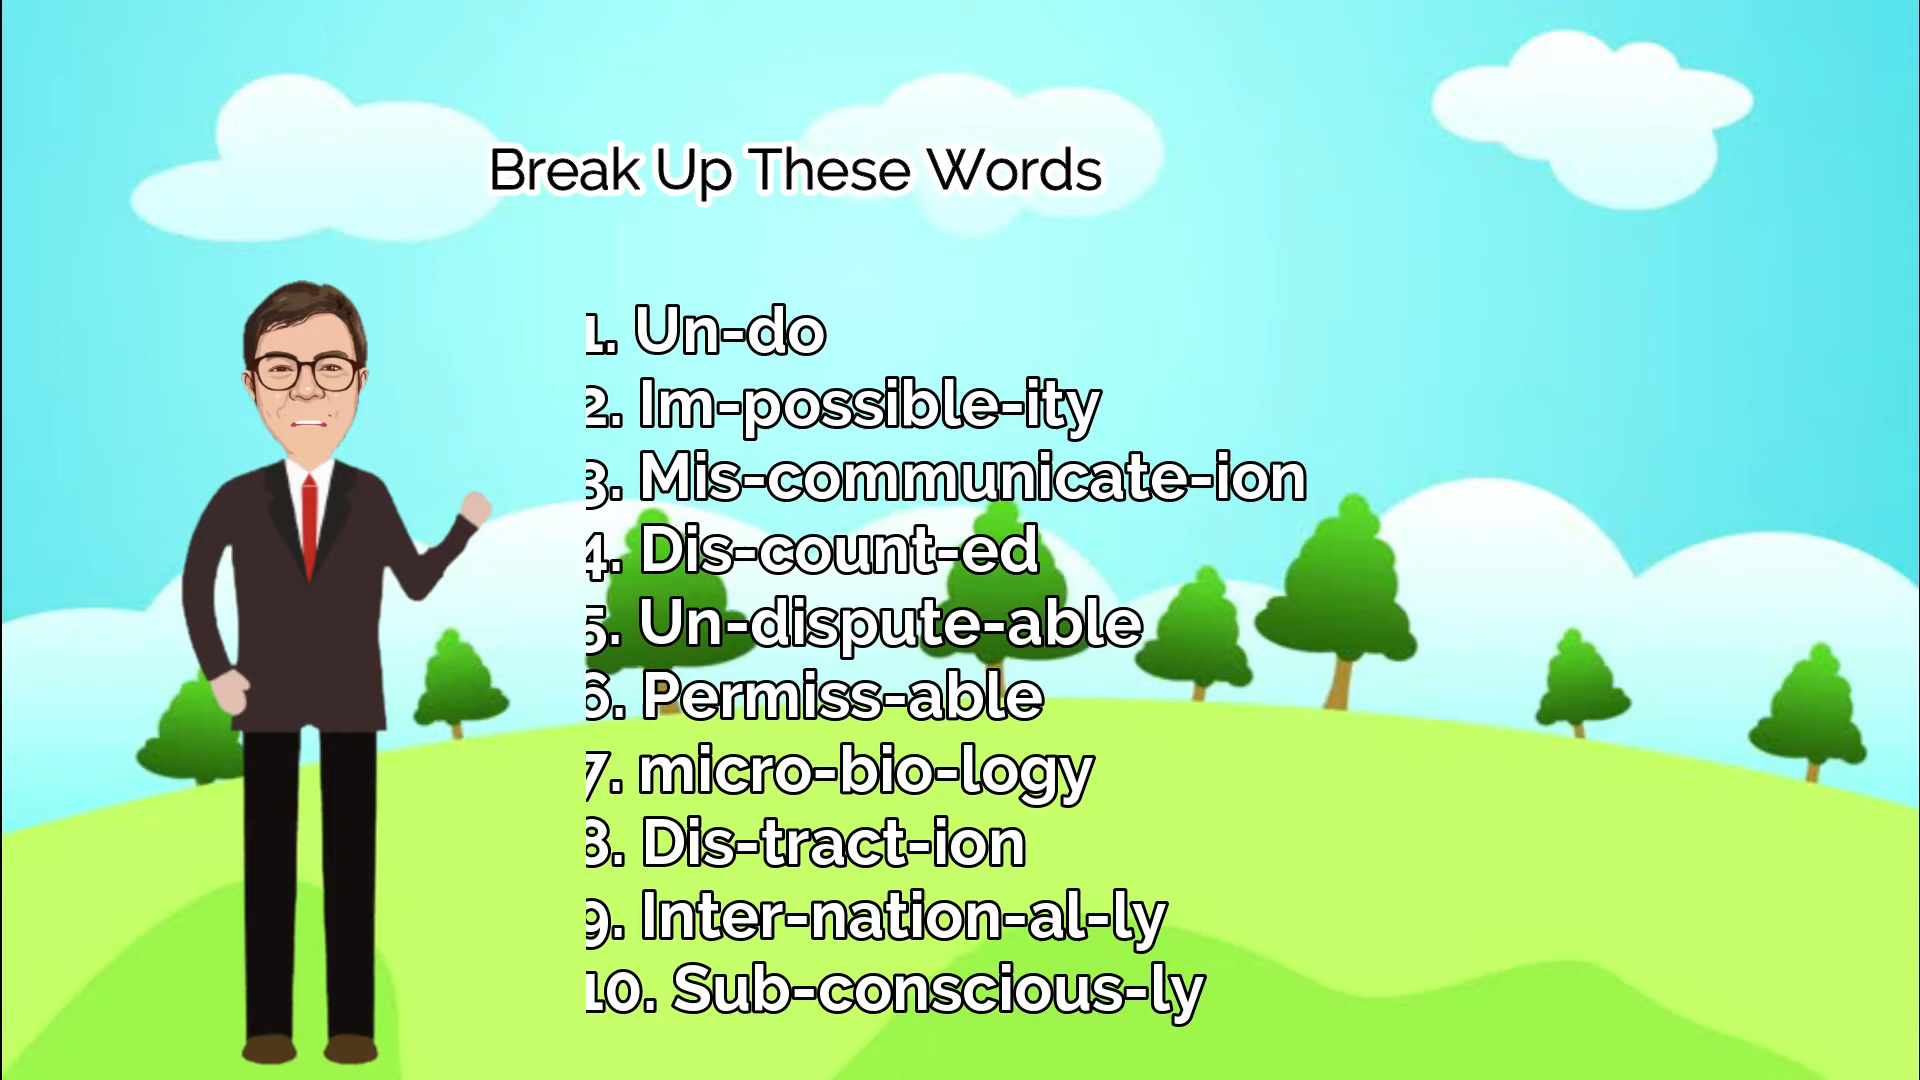 Break Up These Words
1. Un-do
2. Im-possible-ity
3. Mis-communicate-ion
4. Dis-count-ed
5. Un-dispute-able
6. Permiss-able
7. micro-bio-logy
8. Dis-tract-ion
9. Inter-nation-al-ly
10. Sub-conscious-ly